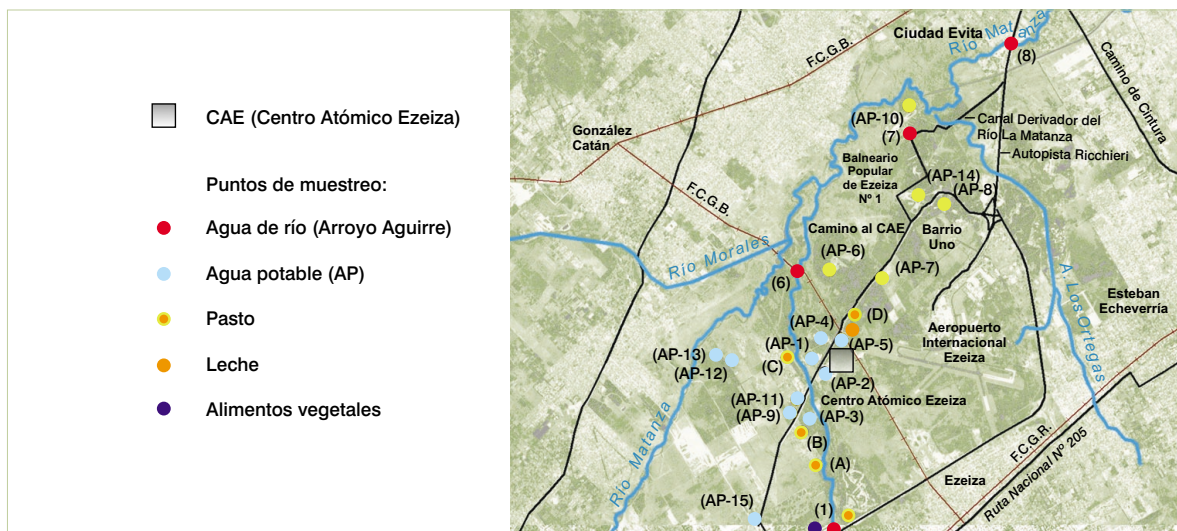 CAE (Centro Atómico Ezeiza)
Puntos de muestreo:
Agua de río (Arroyo Aguirre)
Agua potable (AP)
Pasto
Leche
Alimentos vegetales
Ciudad Evita
Río Matanza
(8)
F.C.G.B.
Camino de Cintura
(AP-10)
Canal Derivador del
Río La Matanza
(7)
Autopista Ricchieri
González
Catán
Balneario
Popular
de Ezeiza
Nº 1
(AP-14)
(AP-8)
F.C.G.B.
Camino al CAE
Barrio
Uno
Río Morales
(AP-6)
(AP-7)
(6)
A. Los Ortegas
Esteban
Echeverría
(D)
(AP-4)
Aeropuerto
Internacional
Ezeiza
(AP-1)
(AP-5)
(AP-13)
(AP-12)
(C)
(AP-2)
Centro Atómico Ezeiza
(AP-11)
(AP-9)
(AP-3)
(B)
Río Matanza
(A)
F.C.G.R.
Ruta Nacional Nº 205
Ezeiza
(AP-15)
(1)